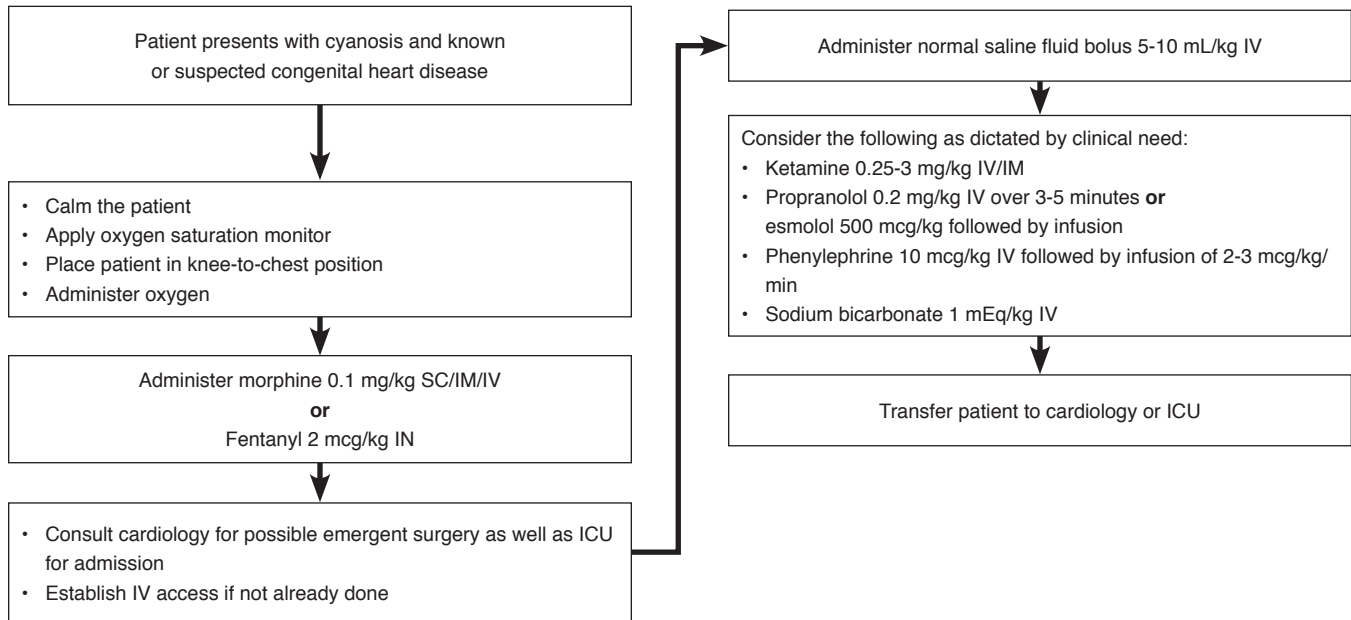 Patient presents with cyanosis and known
or suspected congenital heart disease
• Calm the patient
• Apply oxygen saturation monitor
• Place patient in knee-to-chest position
• Administer oxygen
Administer morphine 0.1 mg/kg SC/IM/IV
or
Fentanyl 2 mcg/kg IN
• Consult cardiology for possible emergent surgery as well as ICU
for admission
• Establish IV access if not already done
Administer normal saline fluid bolus 5-10 mL/kg IV
Consider the following as dictated by clinical need:
• Ketamine 0.25-3 mg/kg IV/IM
• Propranolol 0.2 mg/kg IV over 3-5 minutes or
esmolol 500 mcg/kg followed by infusion
• Phenylephrine 10 mcg/kg IV followed by infusion of 2-3 mcg/kg/
min
• Sodium bicarbonate 1 mEq/kg IV
Transfer patient to cardiology or ICU